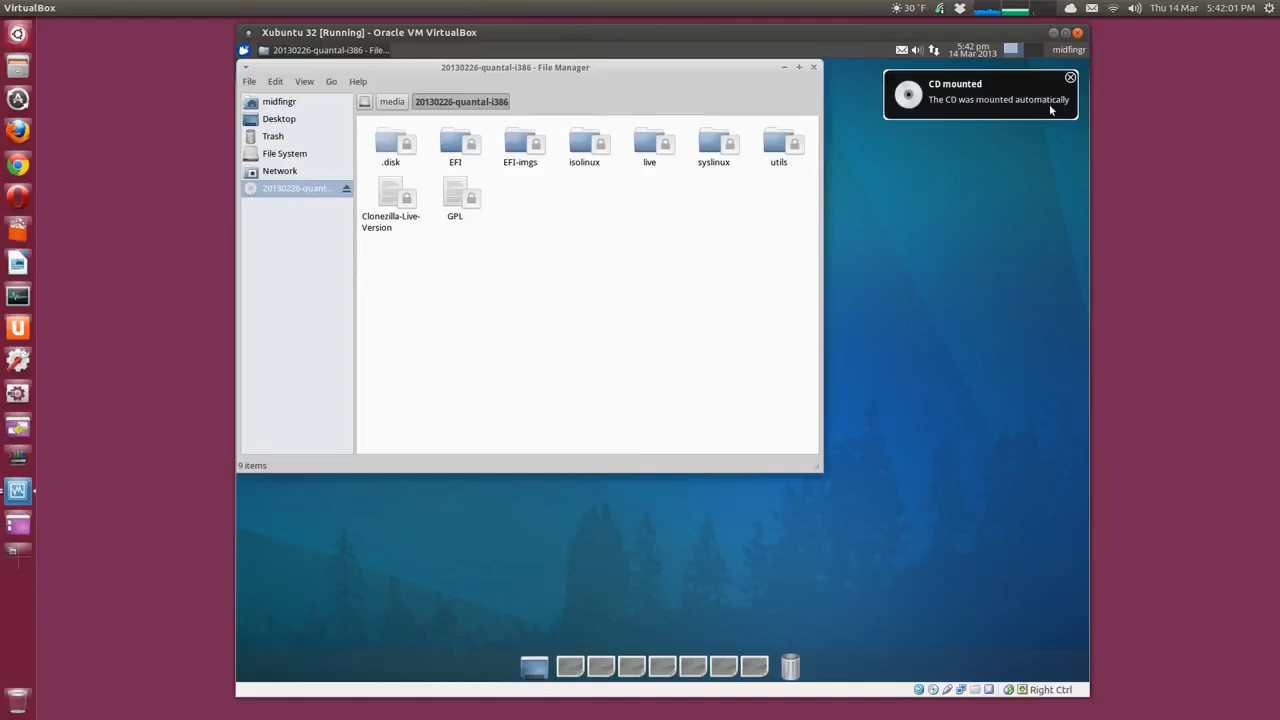 VirtualBox
30 °F
Thu 14 Mar
5:42:01 PM
Xubuntu 32 [Running] - Oracle VM VirtualBox
20130226-quantal-i386 - File...
5:42 pm
14 Mar 2013
midfingr
20130226-quantal-i386 - File Manager
File Edit View Go Help
CD mounted
The CD was mounted automatically
midfingr
Desktop
Trash
File System
Network
20130226-quant...
media
20130226-quantal-i386
.disk
EFI
EFI-imgs
isolinux
live
syslinux
utils
Clonezilla-Live-
Version
GPL
9 items
Right Ctrl